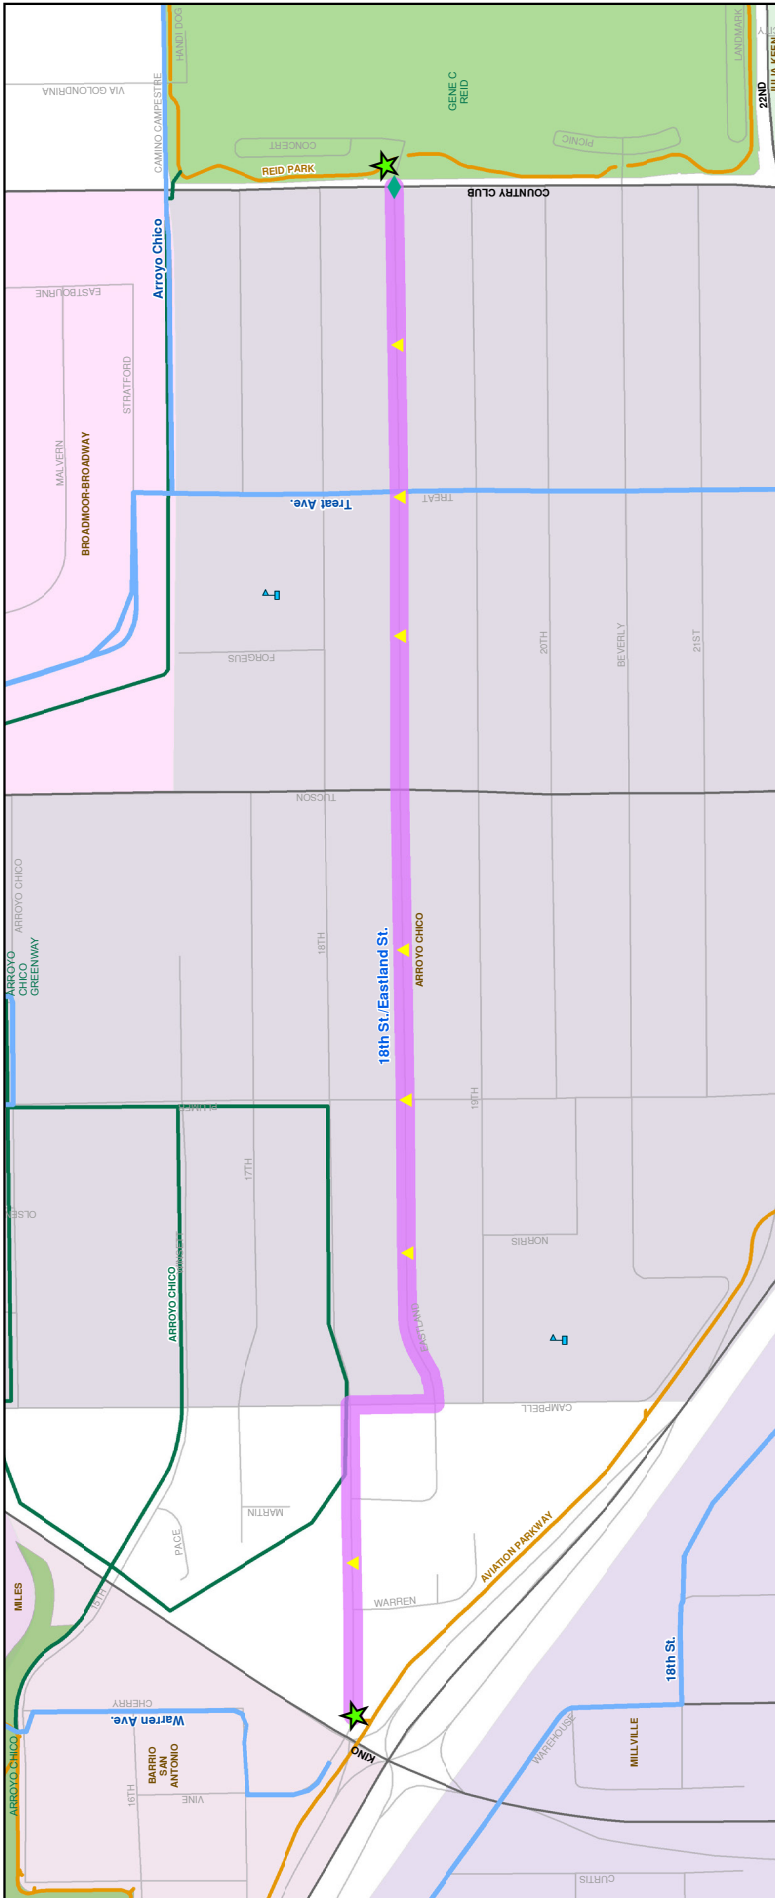 HANDI DOG
VIA GOLONDRINA
CAMINO CAMPESTRE
GENE C
REID
LANDMARK
22ND
CONCERT
PICNIC
REID PARK
COUNTRY CLUB
Arroyo Chico
EASTBOURNE
STRATFORD
MALVERN
BROADMOOR-BROADWAY
Treat Ave.
TREAT
FORGEUS
20TH
BEVERLY
21ST
TUCSON
ARROYO CHICO
ARROYO
CHICO
GREENWAY
18TH
18th St./Eastland St.
ARROYO CHICO
PLUMER
19TH
17TH
OLSEN
NORRIS
ARROYO CHICO
EASTLAND
CAMPBELL
MARTIN
PACE
AVIATION PARKWAY
MILES
15TH
WARREN
CHERRY
Warren Ave.
18th St.
KINO
WAREHOUSE
MILLVILLE
BARRIO
SAN
ANTONIO
ARROYO CHICO
16TH
VINE
CURTIS